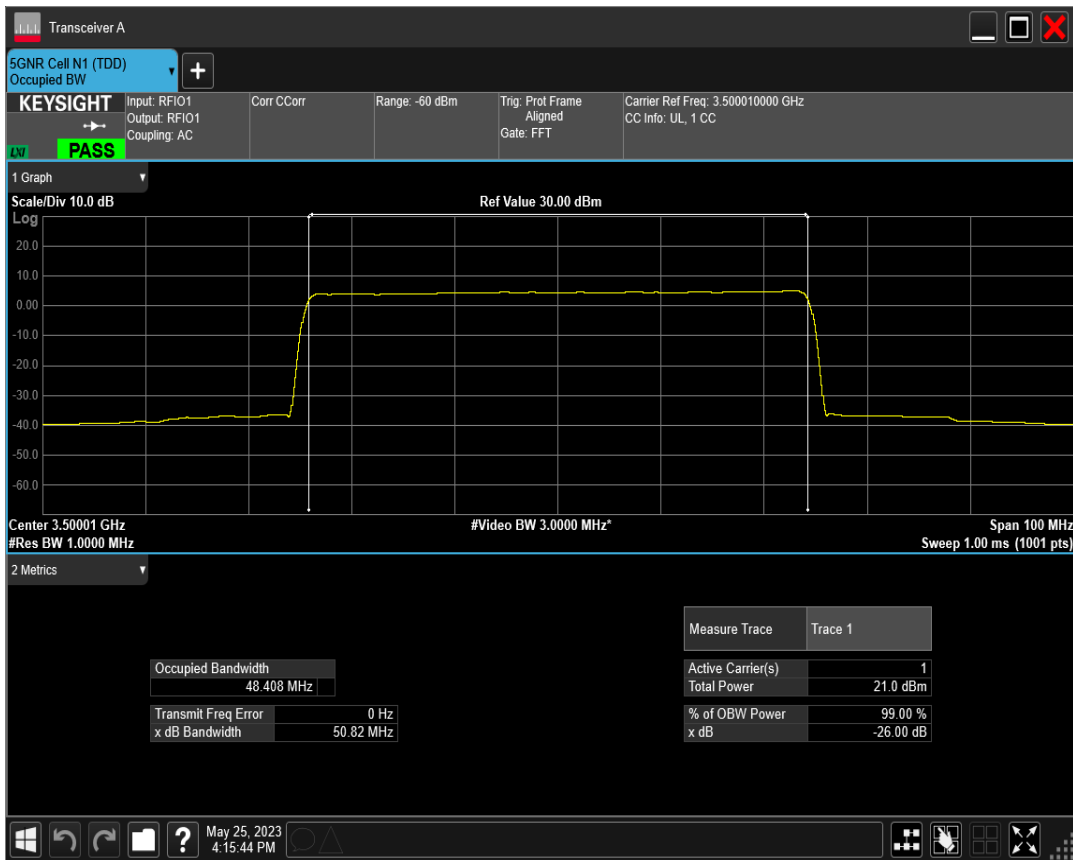 Transceiver A
5GNR Cell N1 (TDD)
Occupied BW
+
KEYSIGHT
LXI
PASS
Input: RFIO1
Output: RFIO1
Coupling: AC
Corr CCorr
Range: -60 dBm
Trig: Prot Frame
Aligned
Gate: FFT
Carrier Ref Freq: 3.500010000 GHz
CC Info: UL, 1 CC
1 Graph
Scale/Div 10.0 dB
Ref Value 30.00 dBm
Log
20.0
10.0
0.00
-10.0
-20.0
-30.0
-40.0
-50.0
-60.0
Center 3.50001 GHz
#Video BW 3.0000 MHz*
Span 100 MHz
#Res BW 1.0000 MHz
Sweep 1.00 ms (1001 pts)
2 Metrics
Measure Trace Trace 1
Occupied Bandwidth
48.408 MHz
Active Carrier(s) 1
Total Power 21.0 dBm
Transmit Freq Error 0 Hz
x dB Bandwidth 50.82 MHz
% of OBW Power 99.00 %
x dB -26.00 dB
?
May 25, 2023
4:15:44 PM